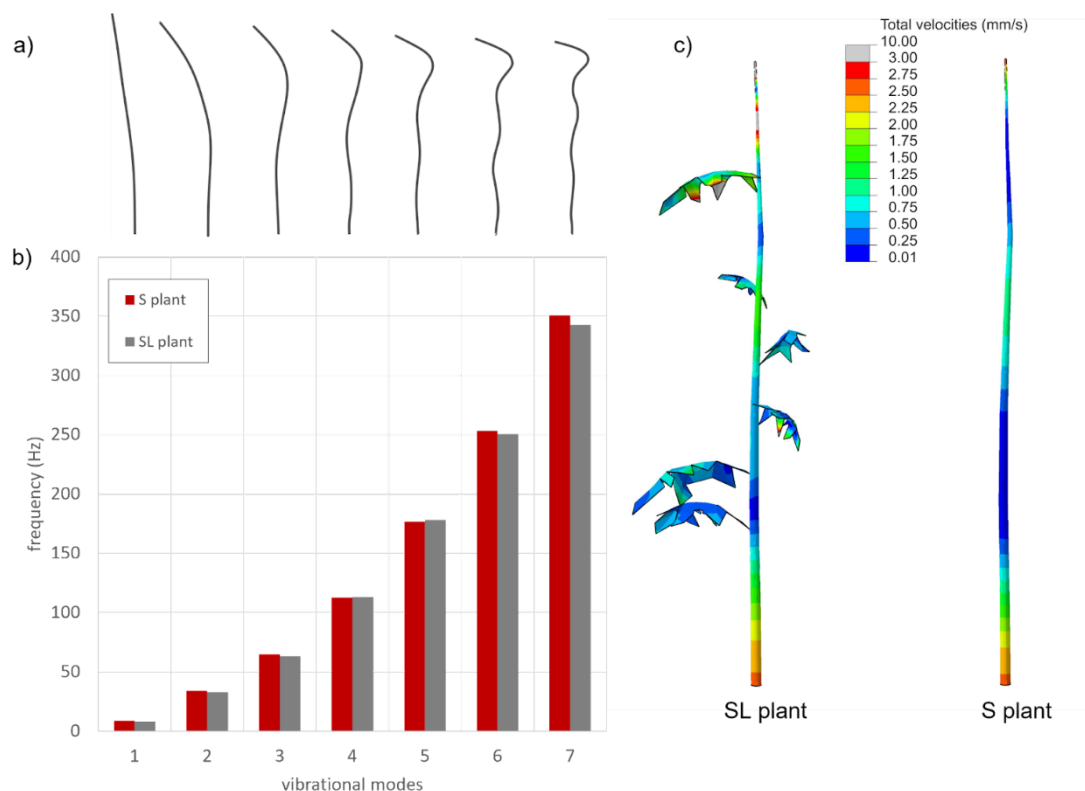 a)
b)
400
350
300
250
200
150
100
50
0
frequency (Hz)
S plant
SL plant
1 2 3 4 5 6 7
vibrational modes
c)
Total velocities (mm/s)
10.00
3.00
2.75
2.50
2.25
2.00
1.75
1.50
1.00
0.75
0.50
0.25
0.01
SL plant
S plant